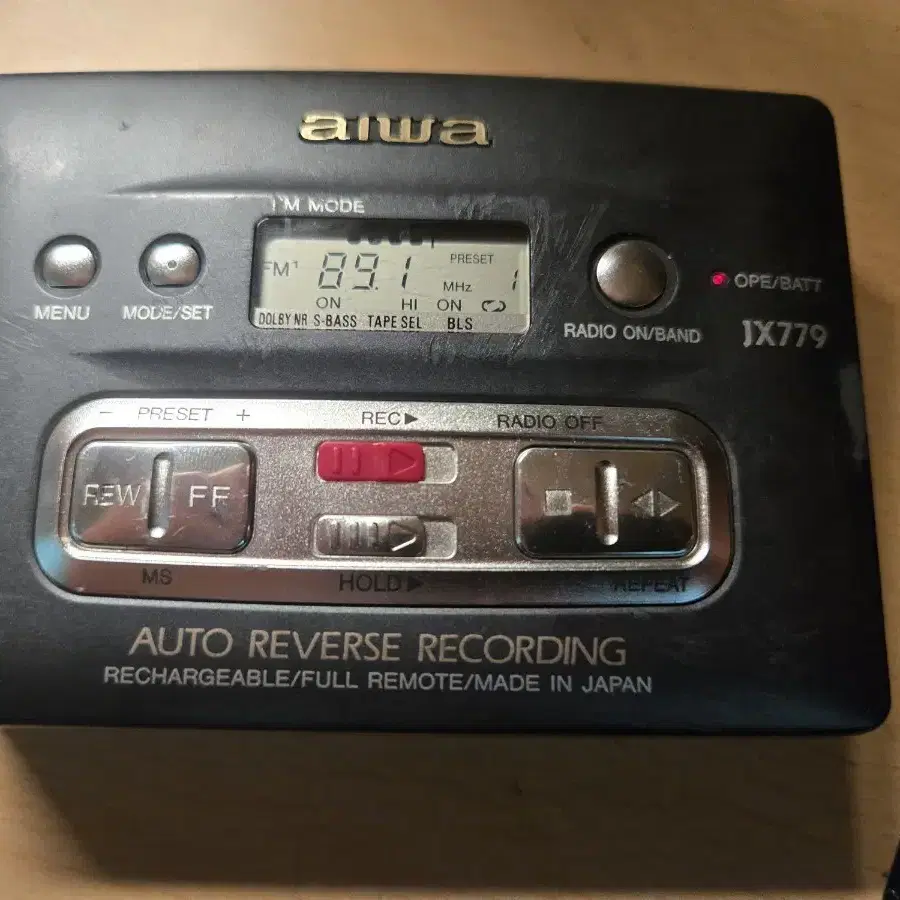 aiwa
FM MODE
FM1 89.1 MHz PRESET 1
ON HI ON
DOLBY NR S-BASS TAPE SEL BLS
MENU
MODE/SET
RADIO ON/BAND
OPE/BATT
JX779
− PRESET +
REC▶
RADIO OFF
REW FF
MS
HOLD▶
REPEAT
AUTO REVERSE RECORDING
RECHARGEABLE/FULL REMOTE/MADE IN JAPAN